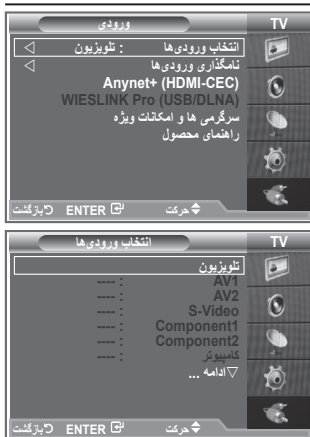 TV ورودی
انتخاب ورودی‌ها : تلویزیون
نامگذاری ورودی‌ها
Anynet+ (HDMI-CEC)
WIESLINK Pro (USB/DLNA)
سرگرمی ها و امکانات ویژه
راهنمای محصول
حرکت ENTER بازگشت
TV انتخاب ورودی‌ها
تلویزیون
AV1 : ----
AV2 : ----
S-Video : ----
Component1 : ----
Component2 : ----
کامپیوتر : ----
▽ادامه ...
حرکت ENTER بازگشت